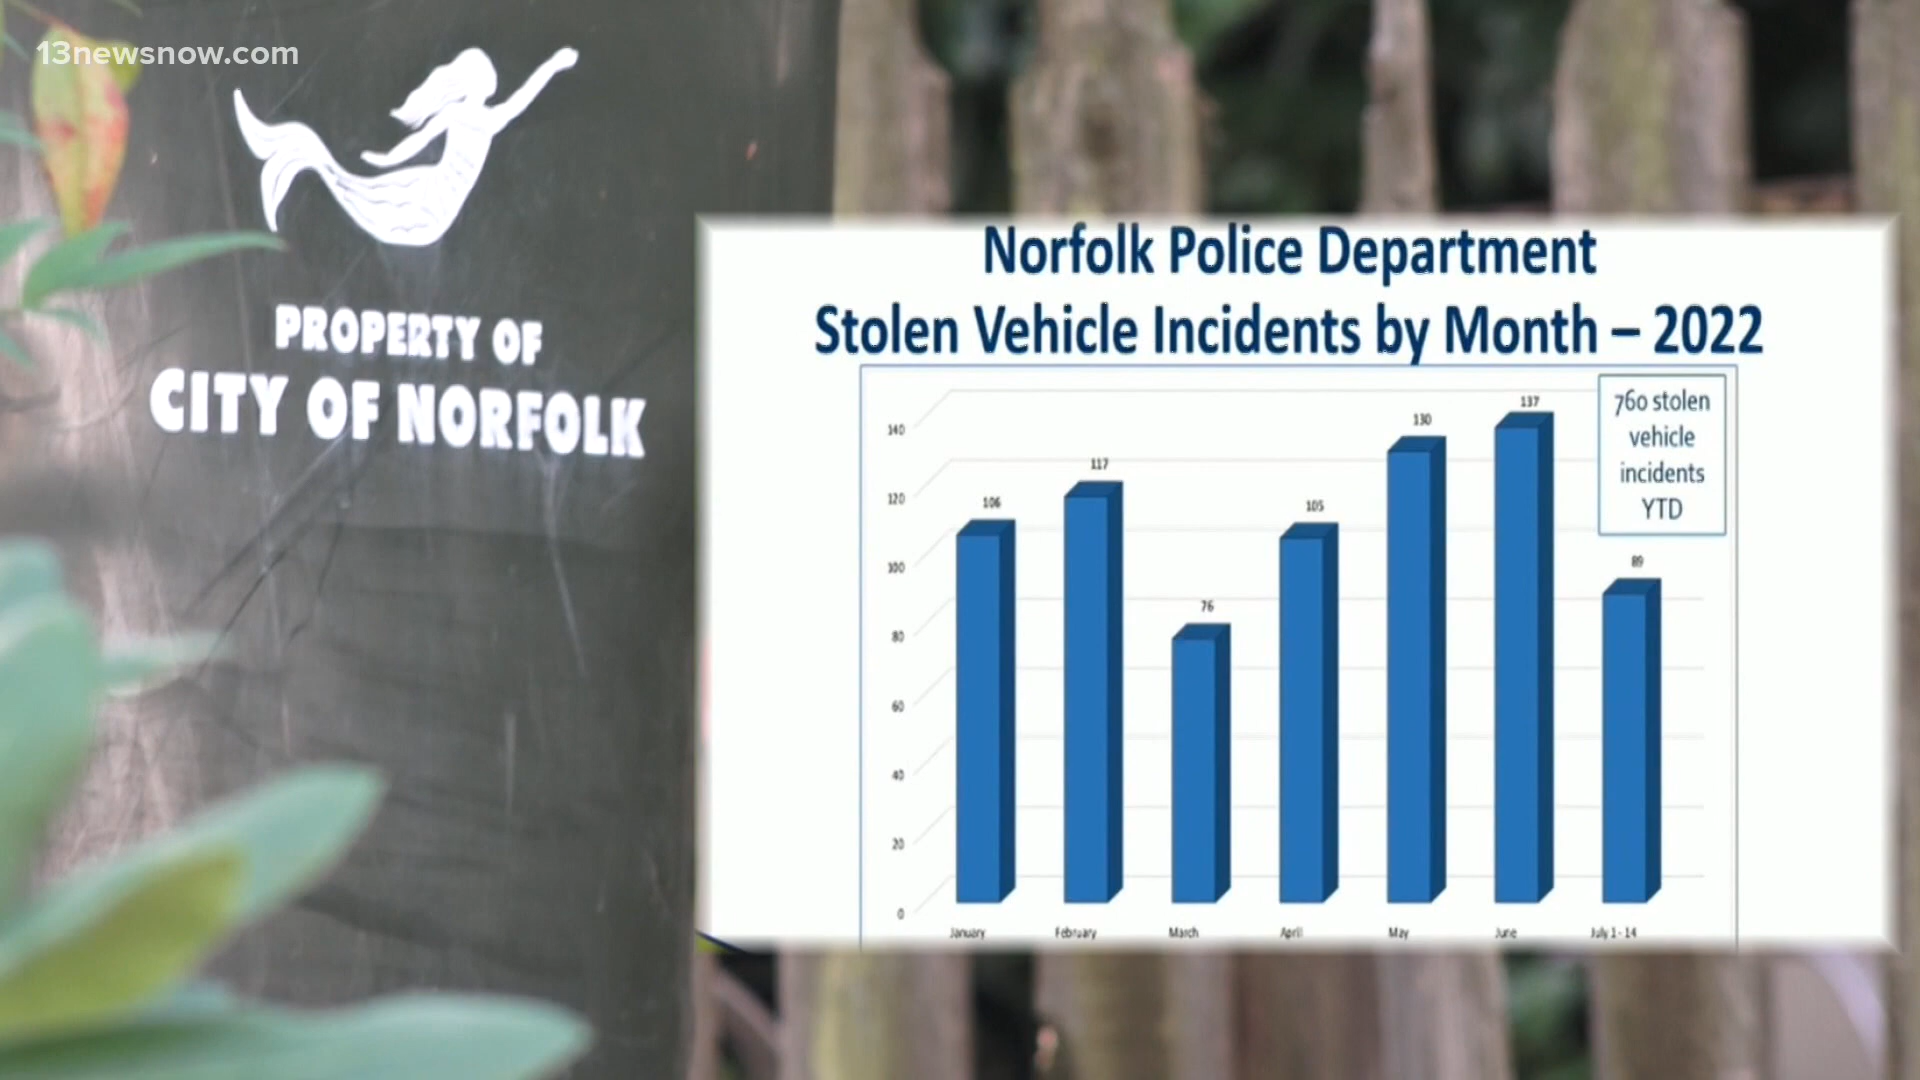 13newsnow.com
PROPERTY OF
CITY OF NORFOLK
Norfolk Police Department
Stolen Vehicle Incidents by Month – 2022
760 stolen
vehicle
incidents
YTD
140
120
100
80
60
40
20
0
106
117
76
105
130
137
89
January
February
March
April
May
June
July 1 - 14